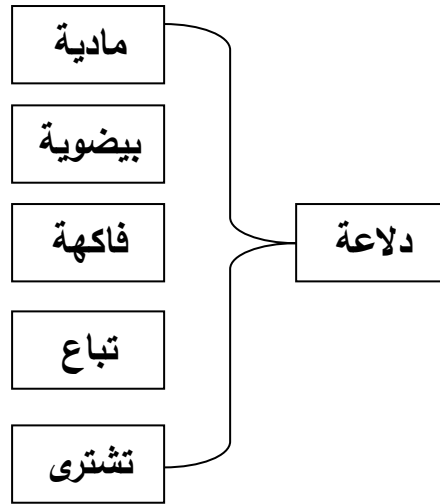 دلاعة
مادية
بيضوية
فاكهة
تباع
تشترى